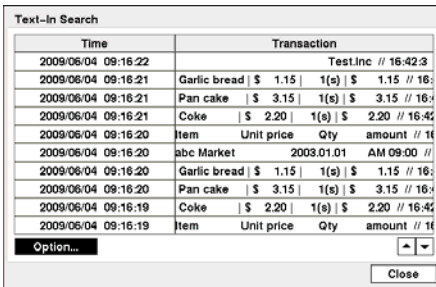 Text-In Search
Time Transaction
2009/06/04 09:16:22 Test.Inc // 16:42:3
2009/06/04 09:16:21 Garlic bread | $ 1.15 | 1(s) | $ 1.15 // 16:
2009/06/04 09:16:21 Pan cake | $ 3.15 | 1(s) | $ 3.15 // 16:
2009/06/04 09:16:21 Coke | $ 2.20 | 1(s) | $ 2.20 // 16:42
2009/06/04 09:16:20 Item Unit price Qty amount // 16
2009/06/04 09:16:20 abc Market 2003.01.01 AM 09:00 //
2009/06/04 09:16:20 Garlic bread | $ 1.15 | 1(s) | $ 1.15 // 16:
2009/06/04 09:16:20 Pan cake | $ 3.15 | 1(s) | $ 3.15 // 16:
2009/06/04 09:16:19 Coke | $ 2.20 | 1(s) | $ 2.20 // 16:42
2009/06/04 09:16:19 Item Unit price Qty amount // 16
Option...
Close